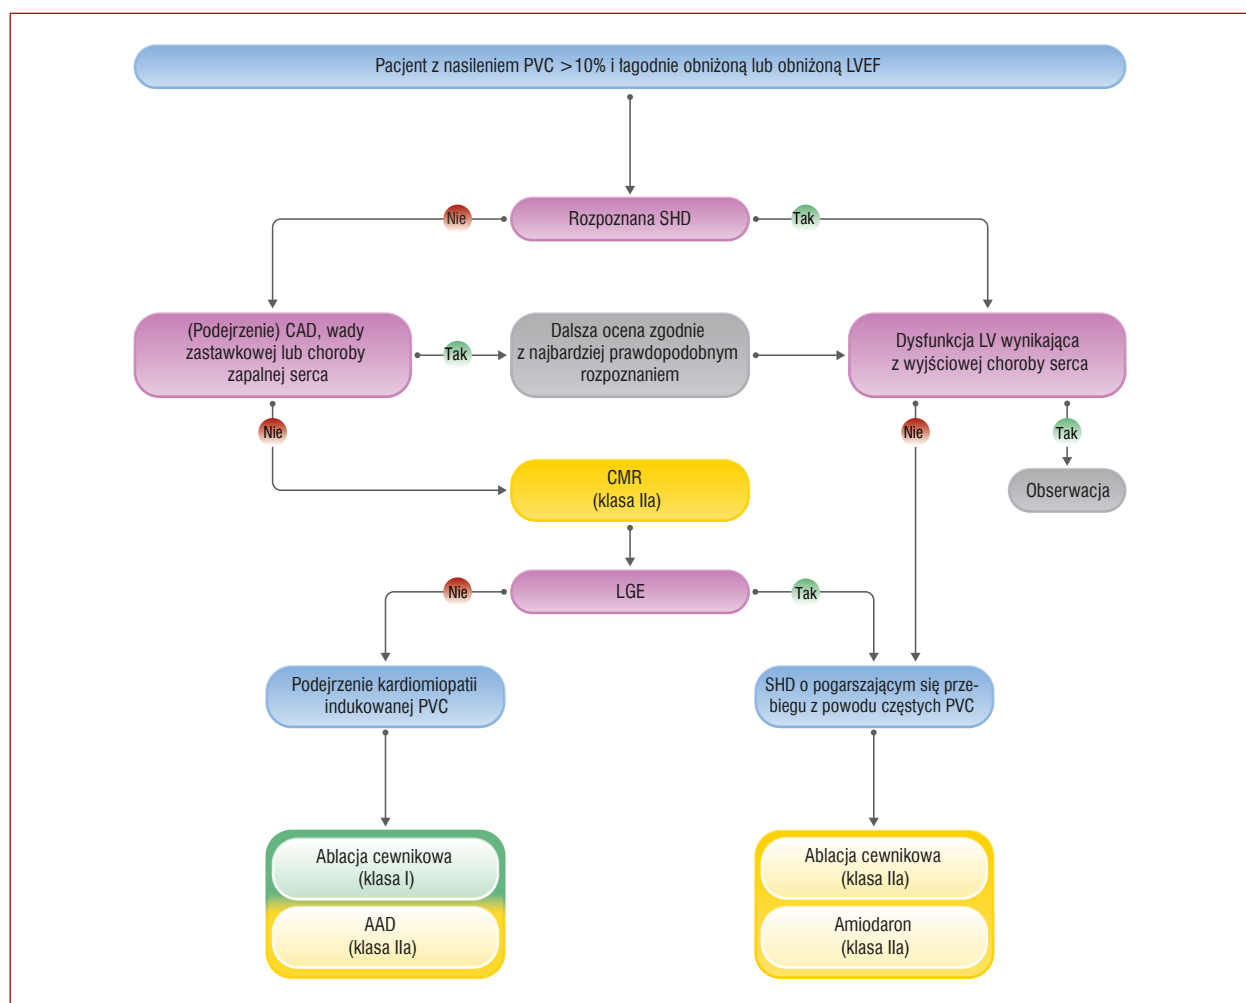 Pacjent z nasileniem PVC >10% i łagodnie obniżoną lub obniżoną LVEF
Nie
Rozpoznana SHD
Tak
(Podejrzenie) CAD, wady
zastawkowej lub choroby
zapalnej serca
Tak
Dalsza ocena zgodnie
z najbardziej prawdopodobnym
rozpoznaniem
Dysfunkcja LV wynikająca
z wyjściowej choroby serca
Nie
Nie
Tak
CMR
(klasa IIa)
Obserwacja
Nie
LGE
Tak
Podejrzenie kardiomiopatii
indukowanej PVC
SHD o pogarszającym się prze-
biegu z powodu częstych PVC
Ablacja cewnikowa
(klasa I)
AAD
(klasa IIa)
Ablacja cewnikowa
(klasa IIa)
Amiodaron
(klasa IIa)